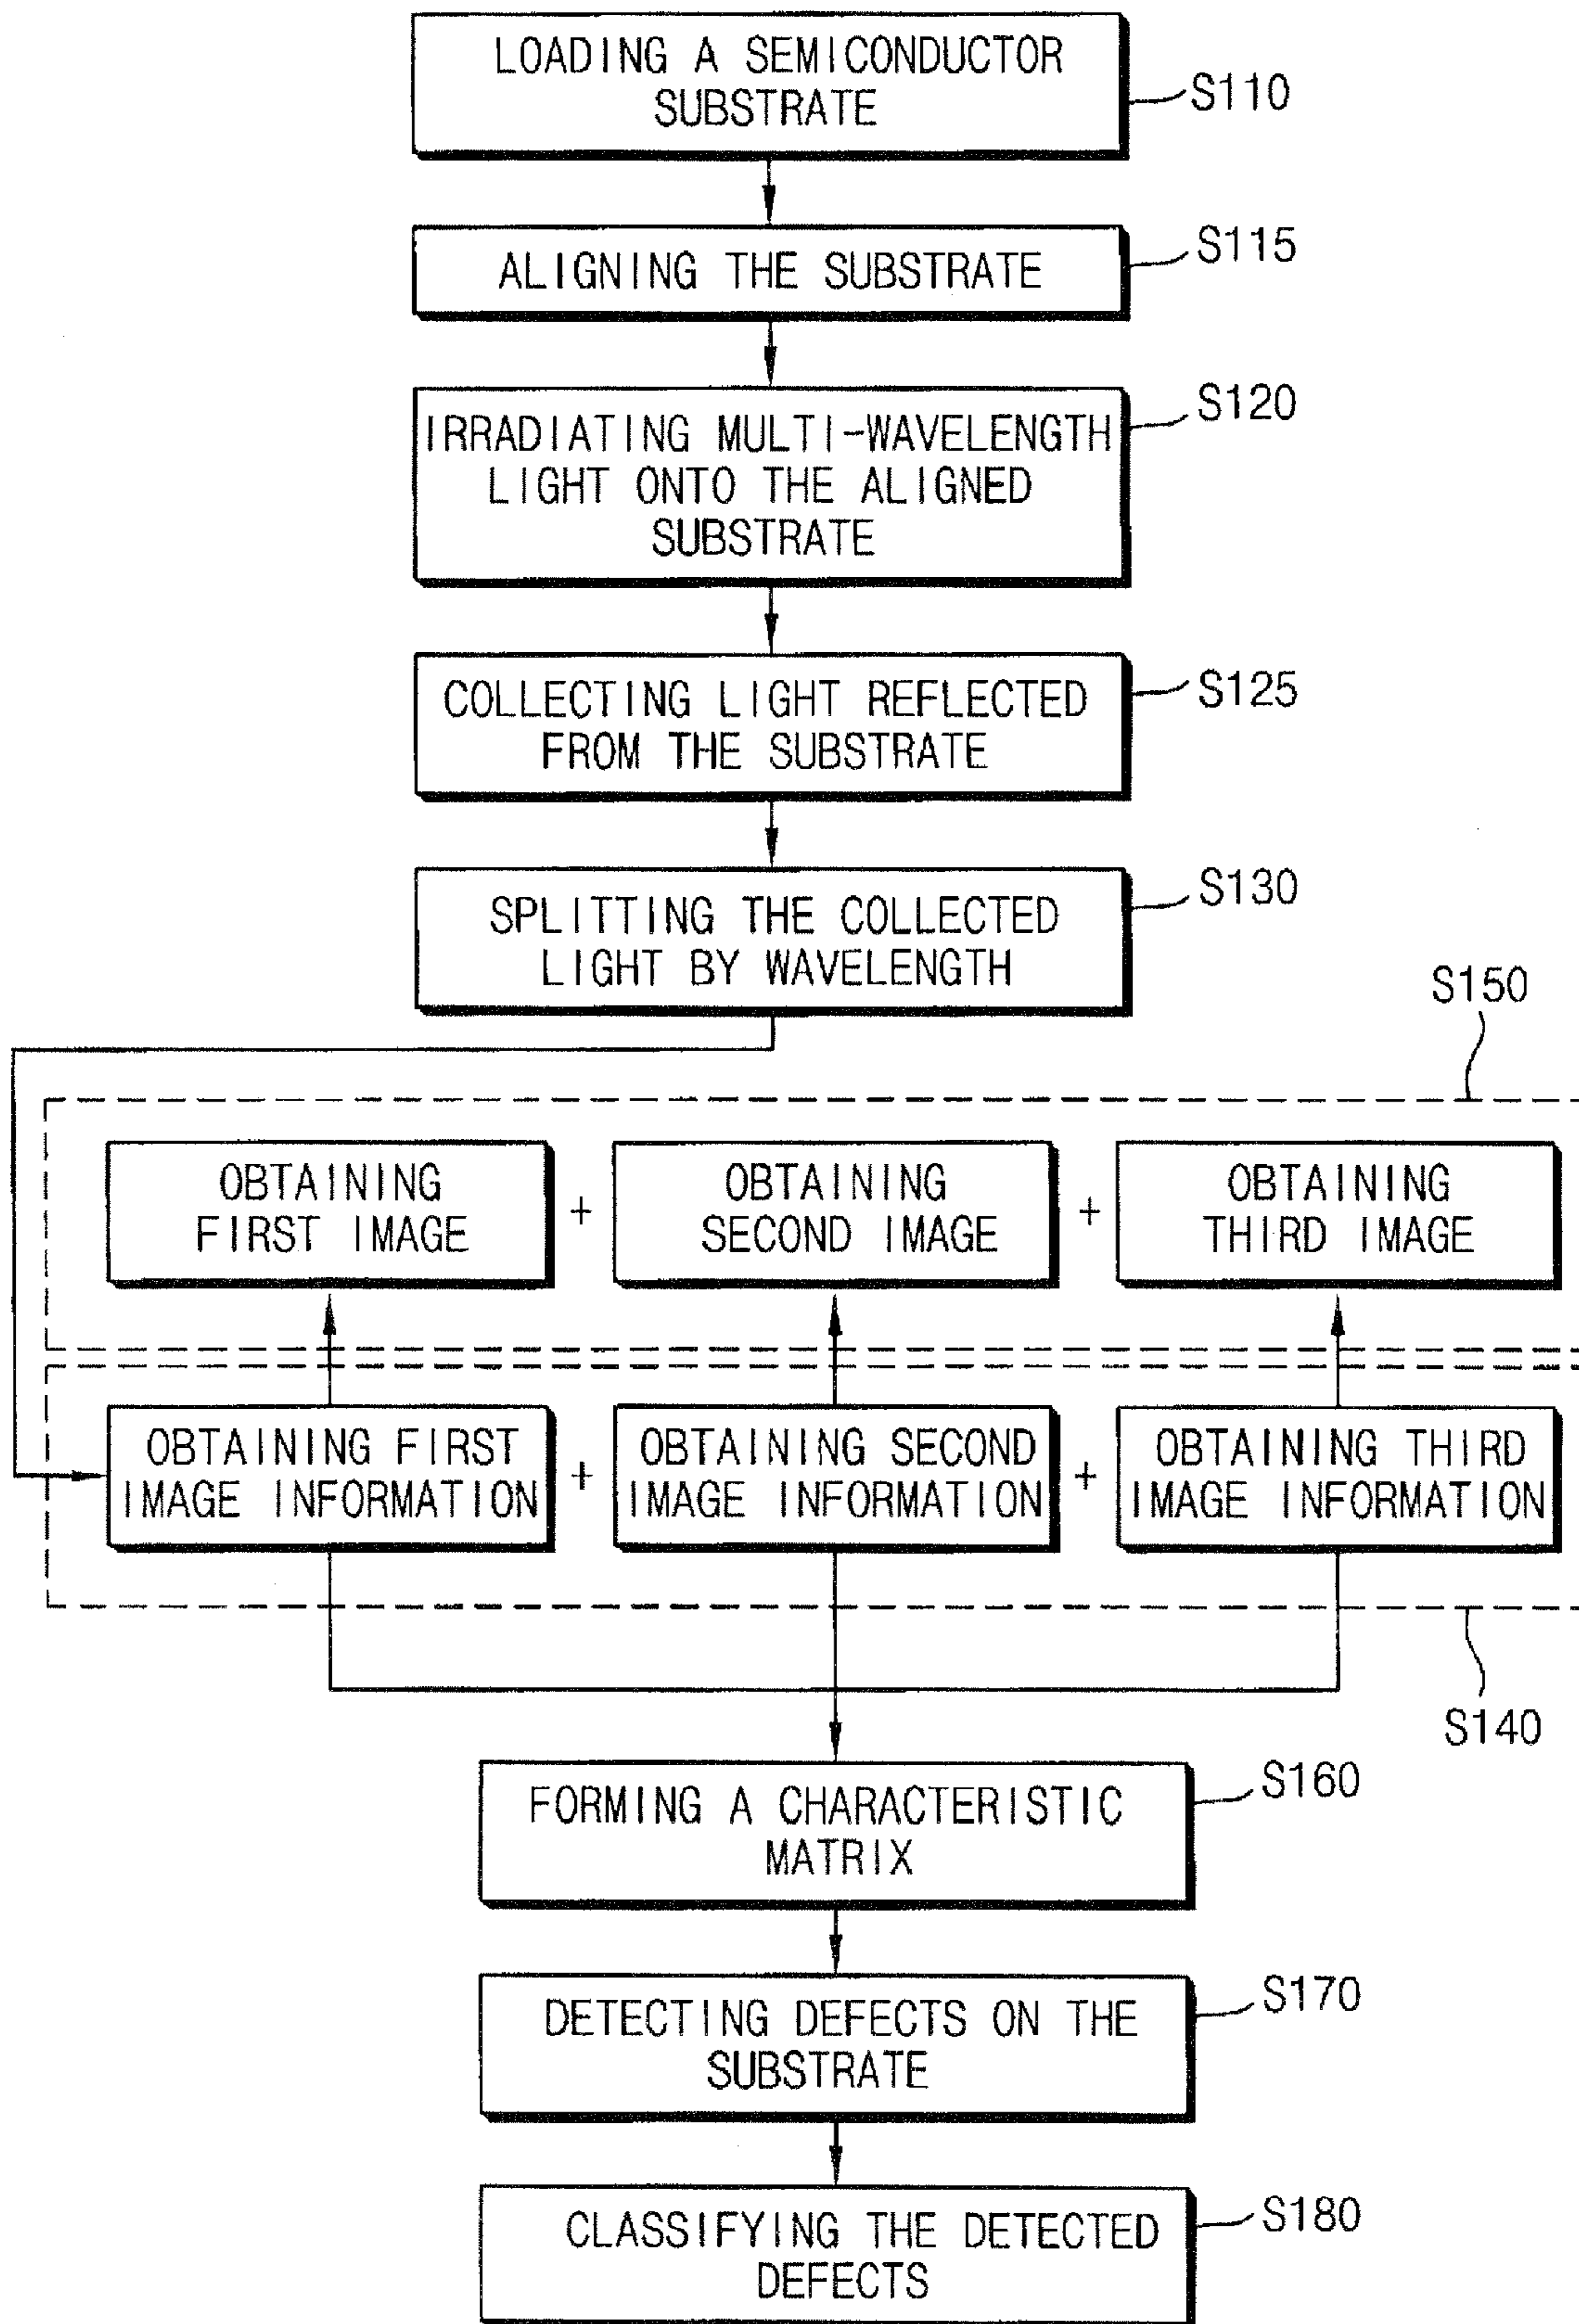 LOADING A SEMICONDUCTOR
SUBSTRATE
S110
ALIGNING THE SUBSTRATE
S115
IRRADIATING MULTI-WAVELENGTH
LIGHT ONTO THE ALIGNED
SUBSTRATE
S120
COLLECTING LIGHT REFLECTED
FROM THE SUBSTRATE
S125
SPLITTING THE COLLECTED
LIGHT BY WAVELENGTH
S130
S150
OBTAINING
FIRST IMAGE
+
OBTAINING
SECOND IMAGE
+
OBTAINING
THIRD IMAGE
OBTAINING FIRST
IMAGE INFORMATION
+
OBTAINING SECOND
IMAGE INFORMATION
+
OBTAINING THIRD
IMAGE INFORMATION
S140
FORMING A CHARACTERISTIC
MATRIX
S160
DETECTING DEFECTS ON THE
SUBSTRATE
S170
CLASSIFYING THE DETECTED
DEFECTS
S180